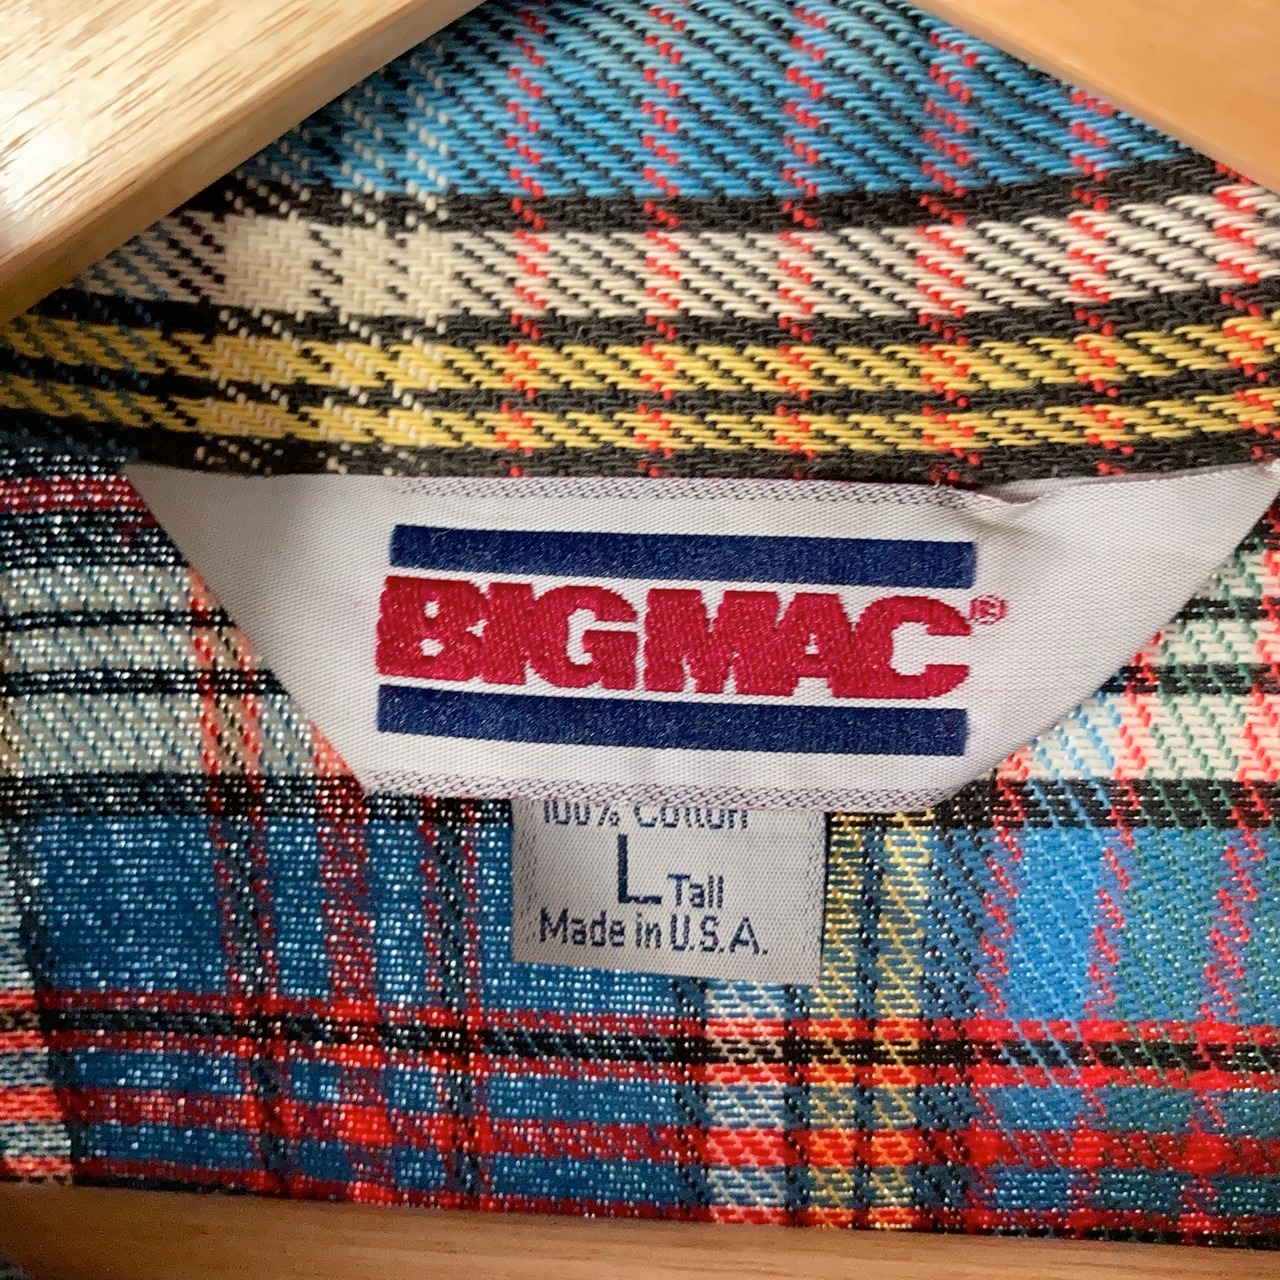 BIG MAC®
100% Cotton
L Tall
Made in U.S.A.